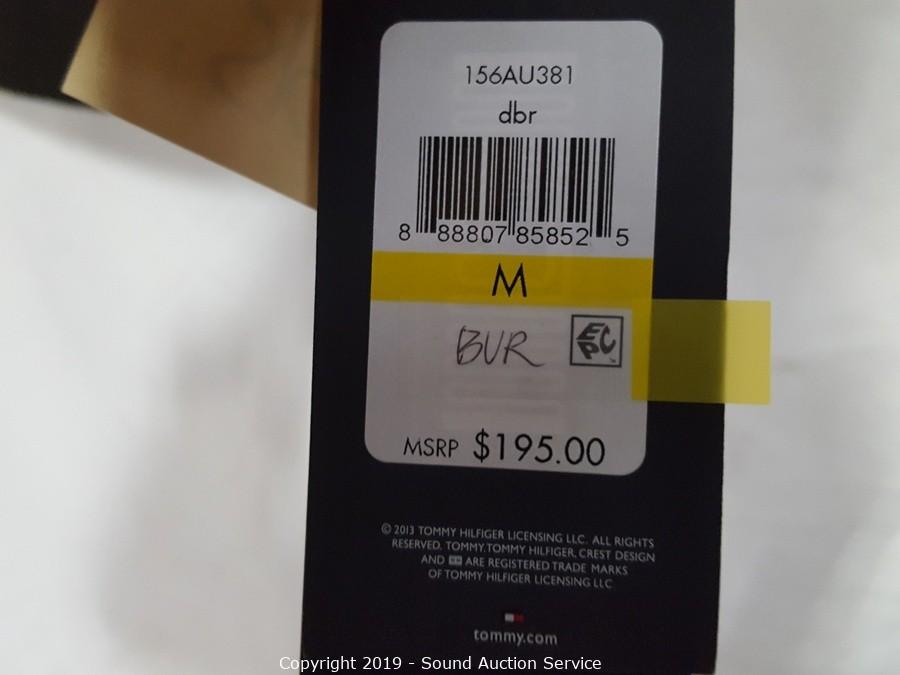 156AU381
dbr
8 88807 85852 5
M
BUR
EPC™
MSRP $195.00
© 2013 TOMMY HILFIGER LICENSING LLC. ALL RIGHTS
RESERVED. TOMMY,TOMMY HILFIGER, CREST DESIGN
AND ARE REGISTERED TRADE MARKS
OF TOMMY HILFIGER LICENSING LLC
tommy.com
Copyright 2019 - Sound Auction Service